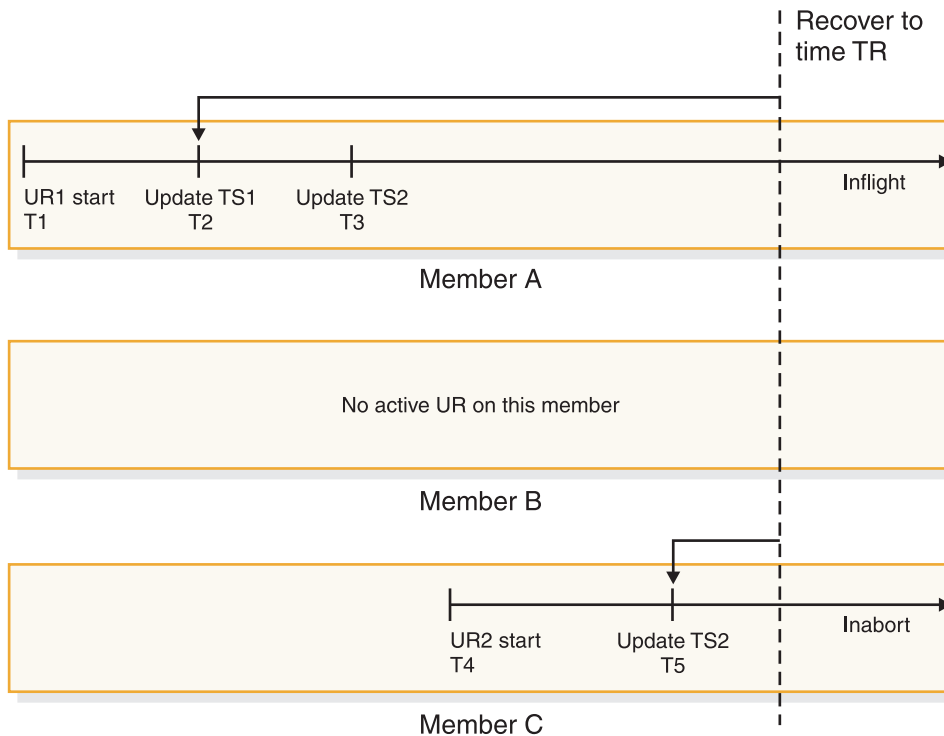 Recover to
time TR
Inflight
UR1 start
T1
Update TS1
T2
Update TS2
T3
Member A
No active UR on this member
Member B
Inabort
UR2 start
T4
Update TS2
T5
Member C